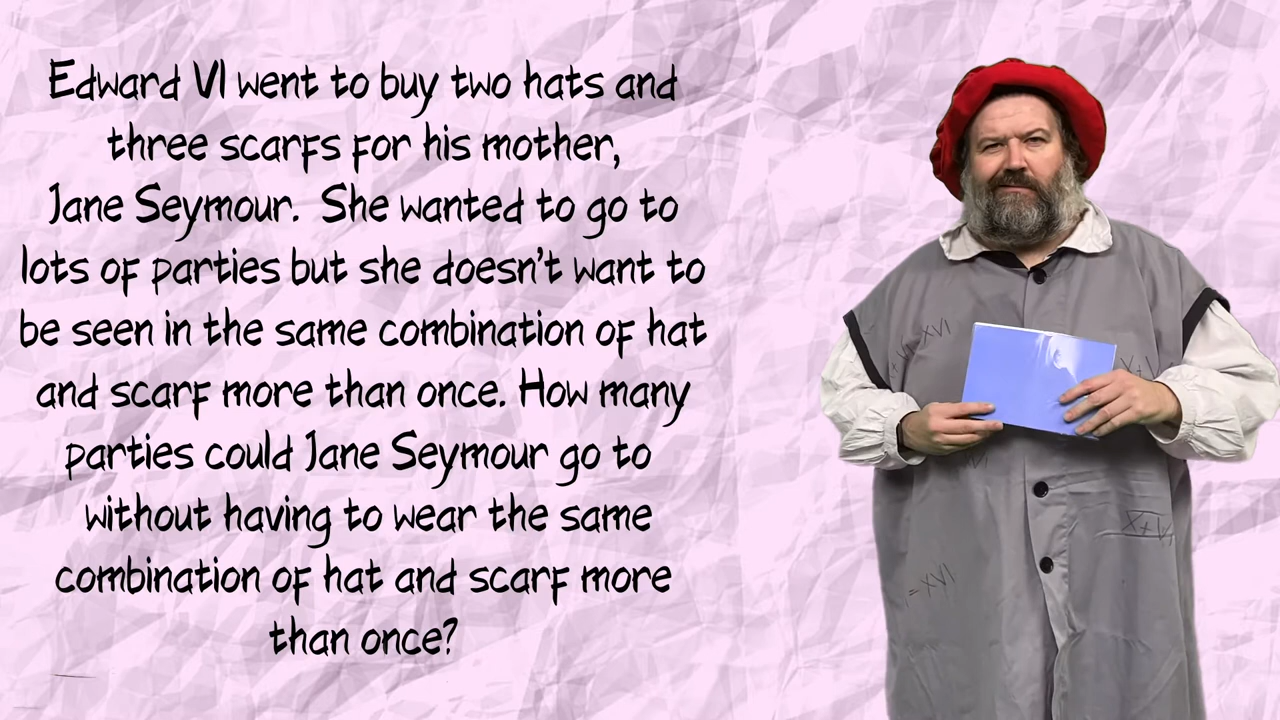 Edward VI went to buy two hats and
three scarfs for his mother,
Jane Seymour. She wanted to go to
lots of parties but she doesn't want to
be seen in the same combination of hat
and scarf more than once. How many
parties could Jane Seymour go to
without having to wear the same
combination of hat and scarf more
than once?
= XVI
X + V